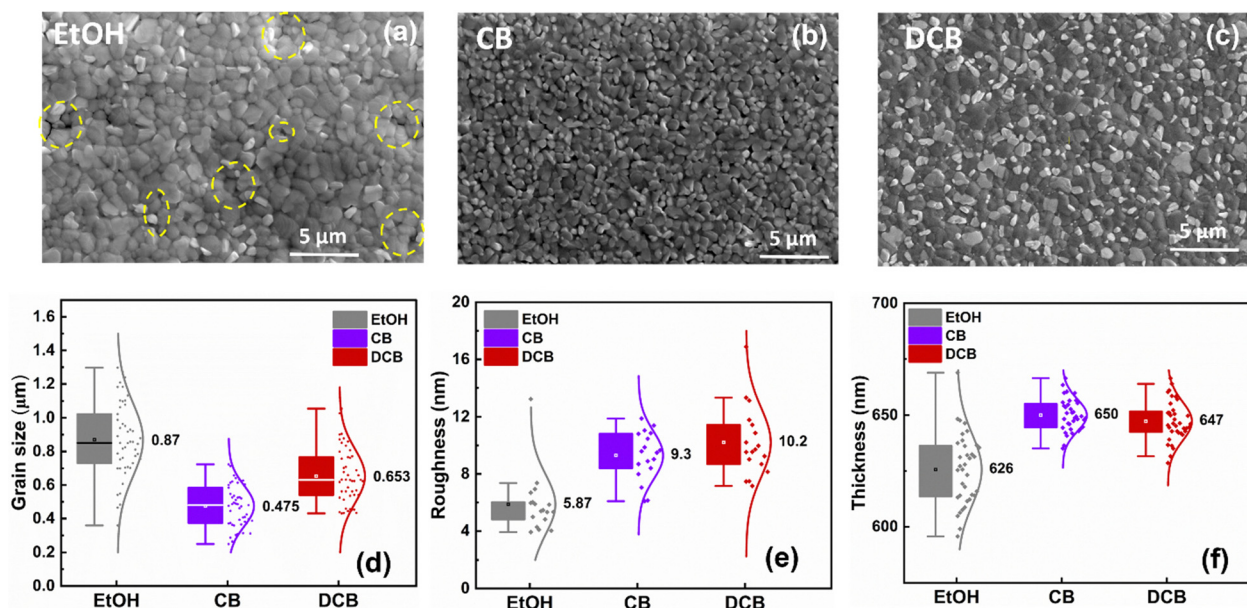 EtOH (a)
5 μm
CB (b)
5 μm
DCB (c)
5 μm
Grain size (μm)
1.6
1.4
1.2
1.0
0.8
0.6
0.4
0.2
0.0
EtOH
CB
DCB
0.87
0.475
0.653
(d)
EtOH CB DCB
Roughness (nm)
20
16
12
8
4
0
EtOH
CB
DCB
5.87
9.3
10.2
(e)
EtOH CB DCB
Thickness (nm)
700
650
600
EtOH
CB
DCB
626
650
647
(f)
EtOH CB DCB